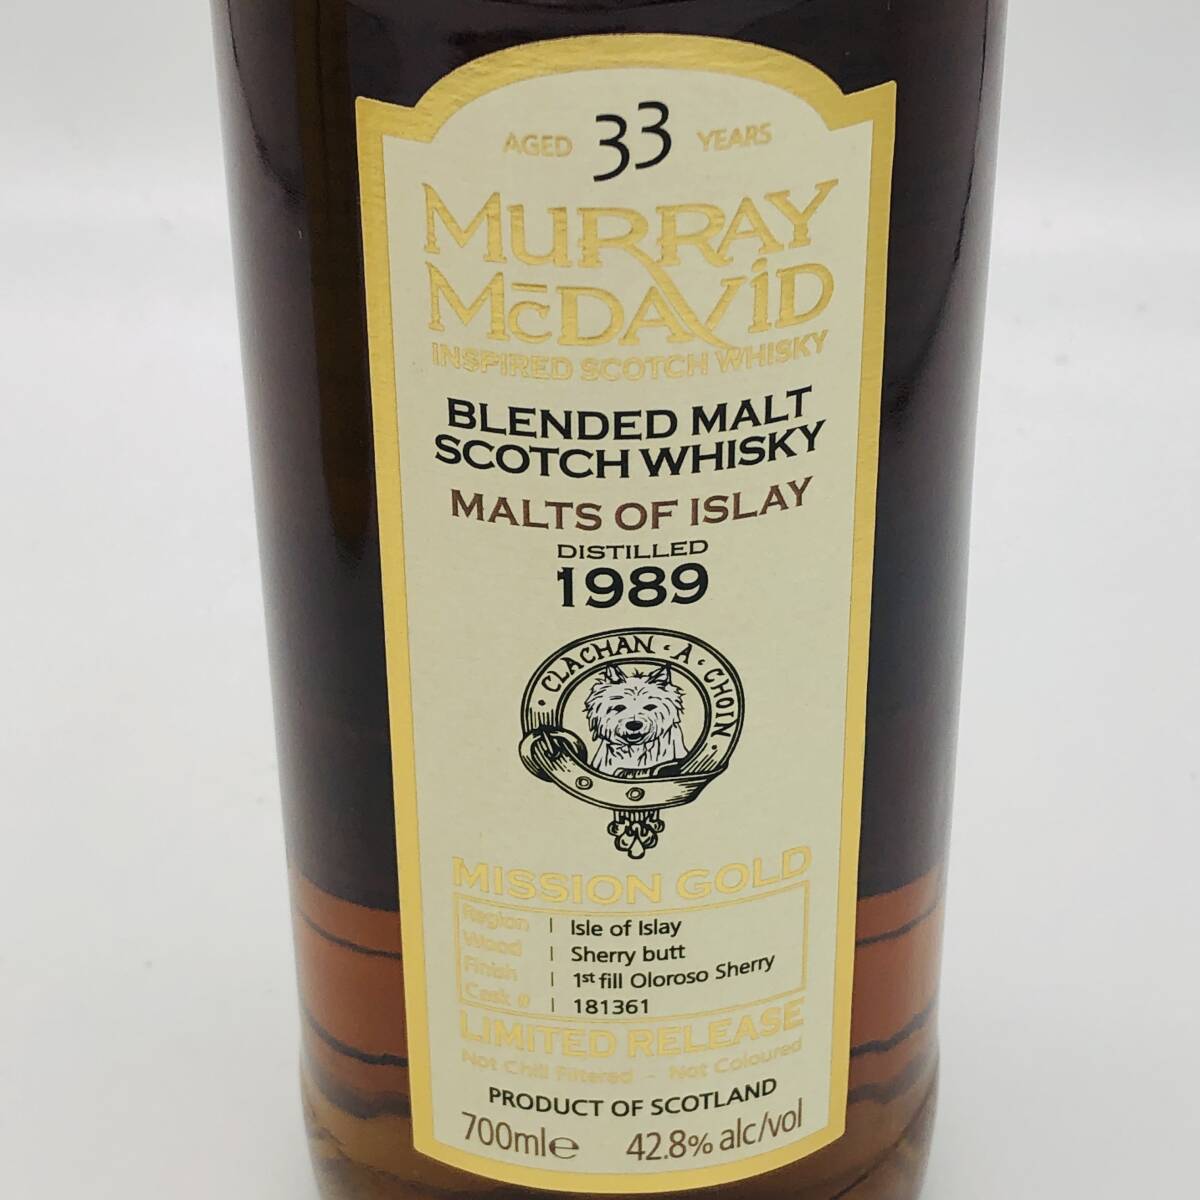 AGED 33 YEARS
MURRAY
McDAVID
INSPIRED SCOTCH WHISKY
BLENDED MALT
SCOTCH WHISKY
MALTS OF ISLAY
DISTILLED
1989
· CLACHAN · A · CHOIN ·
MISSION GOLD
Region | Isle of Islay
Wood | Sherry butt
Finish | 1st fill Oloroso Sherry
Cask # | 181361
LIMITED RELEASE
Not Chill Filtered - Not Coloured
PRODUCT OF SCOTLAND
700ml℮ 42.8% alc/vol